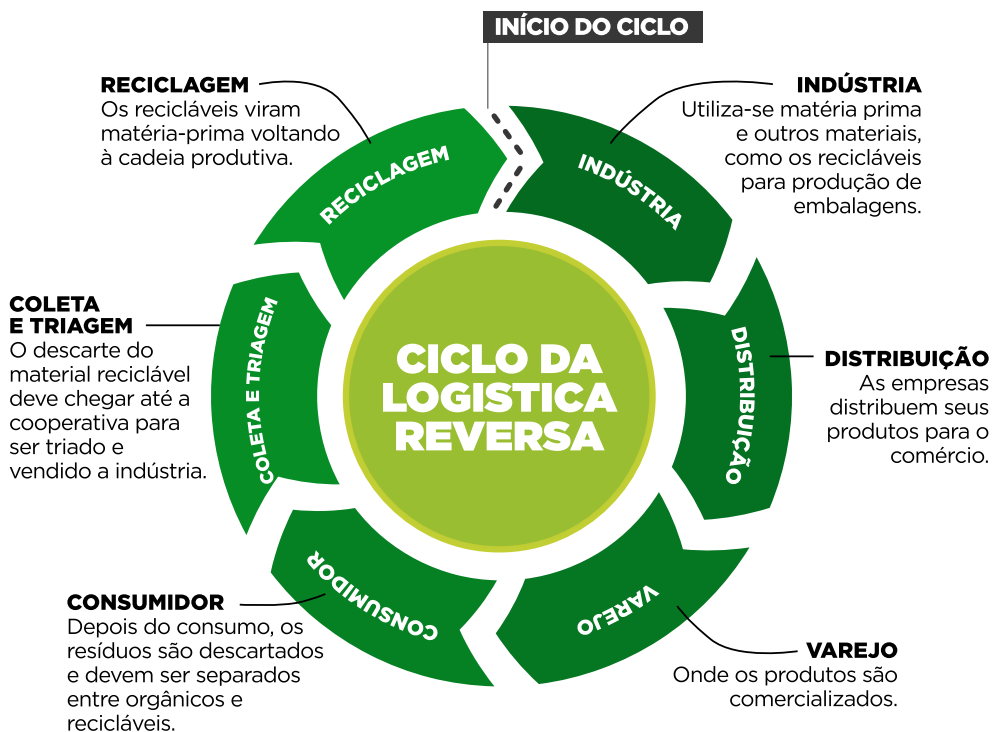 INÍCIO DO CICLO
INDÚSTRIA
Utiliza-se matéria prima
e outros materiais,
como os recicláveis
para produção de
embalagens.
INDÚSTRIA
DISTRIBUIÇÃO
As empresas
distribuem seus
produtos para o
comércio.
DISTRIBUIÇÃO
VAREJO
Onde os produtos são
comercializados.
VAREJO
CONSUMIDOR
Depois do consumo, os
resíduos são descartados
e devem ser separados
entre orgânicos e
recicláveis.
CONSUMIDOR
COLETA
E TRIAGEM
O descarte do
material reciclável
deve chegar até a
cooperativa para
ser triado e
vendido a indústria.
COLETA E TRIAGEM
RECICLAGEM
Os recicláveis viram
matéria-prima voltando
à cadeia produtiva.
RECICLAGEM
CICLO DA
LOGISTICA
REVERSA